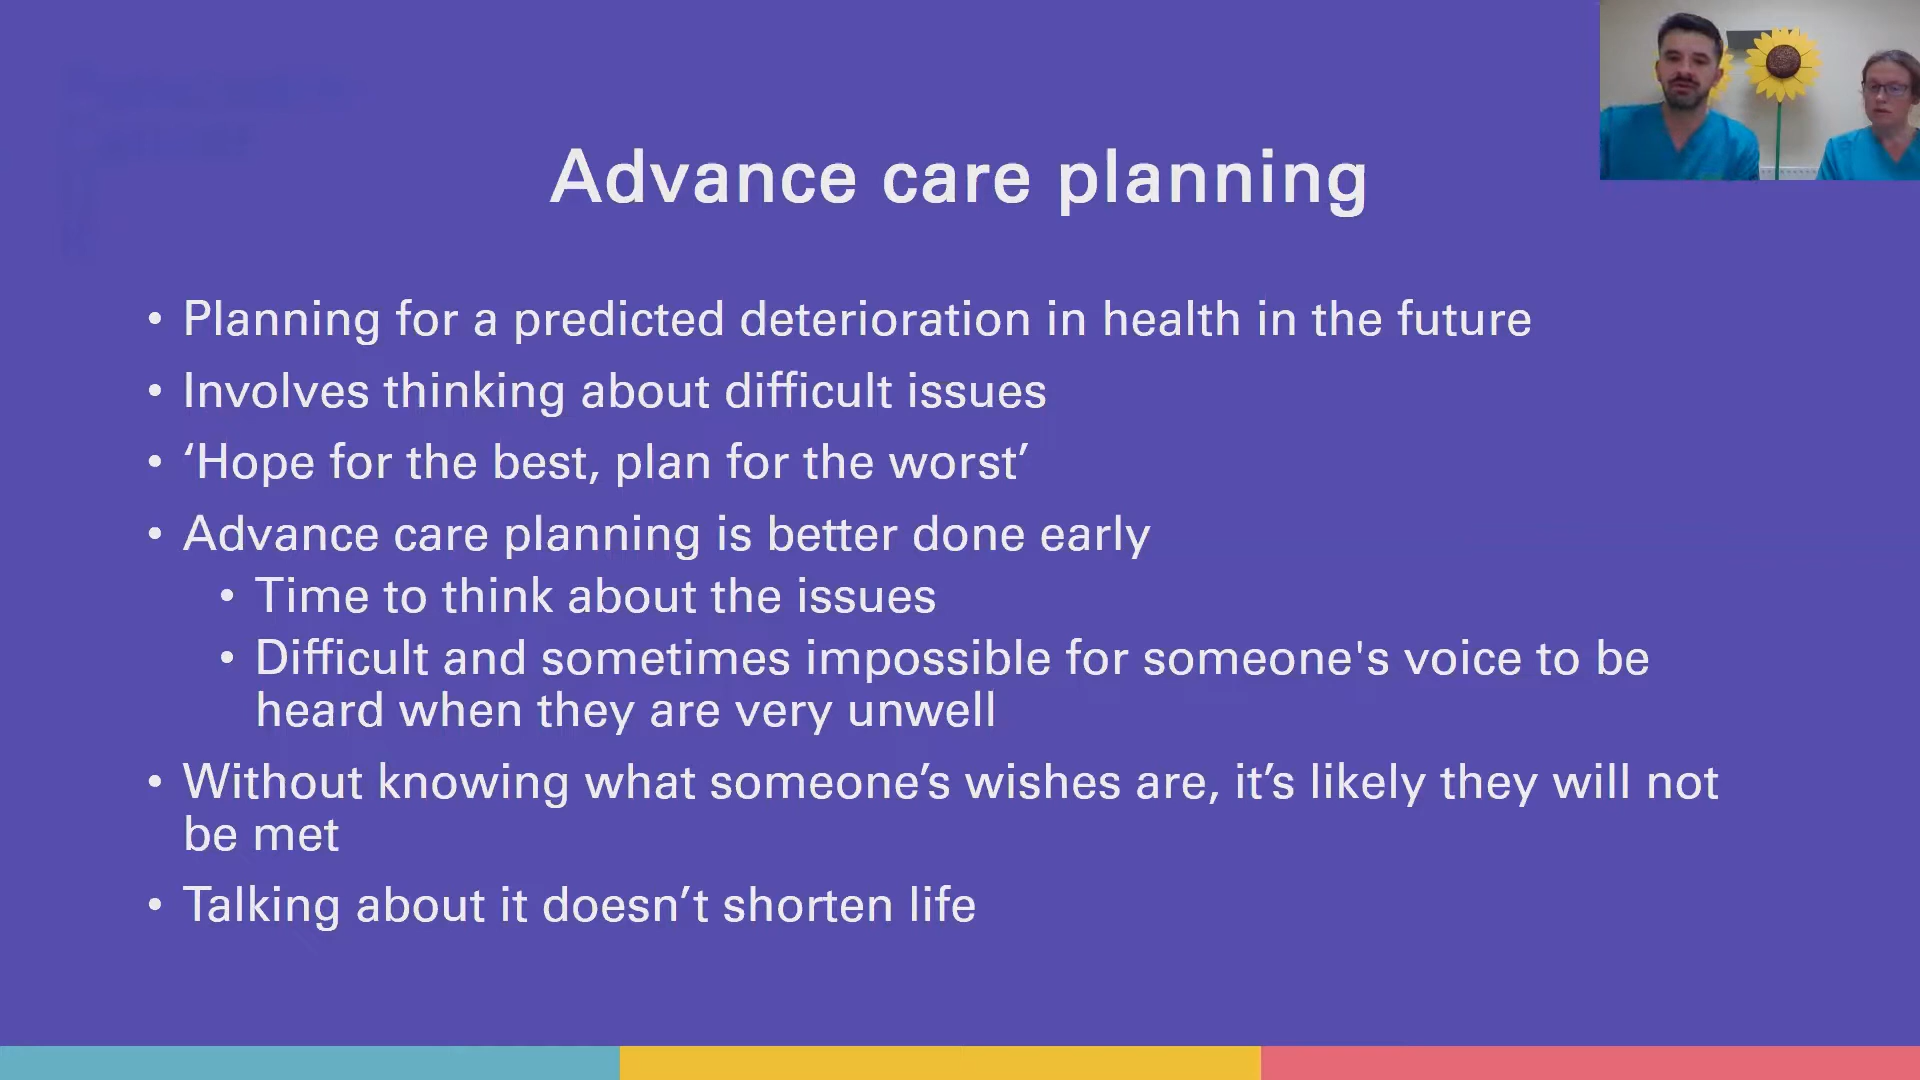 Advance care planning
• Planning for a predicted deterioration in health in the future
• Involves thinking about difficult issues
• ‘Hope for the best, plan for the worst’
• Advance care planning is better done early
• Time to think about the issues
• Difficult and sometimes impossible for someone's voice to be
heard when they are very unwell
• Without knowing what someone’s wishes are, it’s likely they will not
be met
• Talking about it doesn’t shorten life